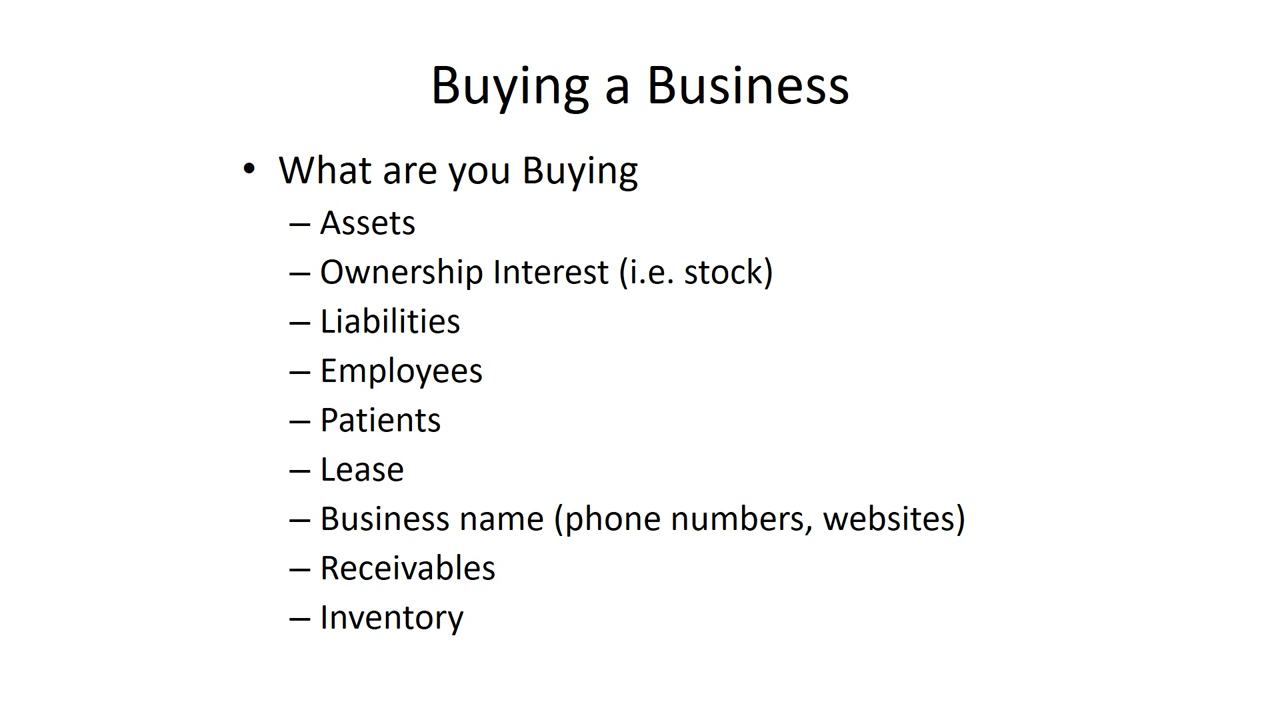 Buying a Business
• What are you Buying
– Assets
– Ownership Interest (i.e. stock)
– Liabilities
– Employees
– Patients
– Lease
– Business name (phone numbers, websites)
– Receivables
– Inventory